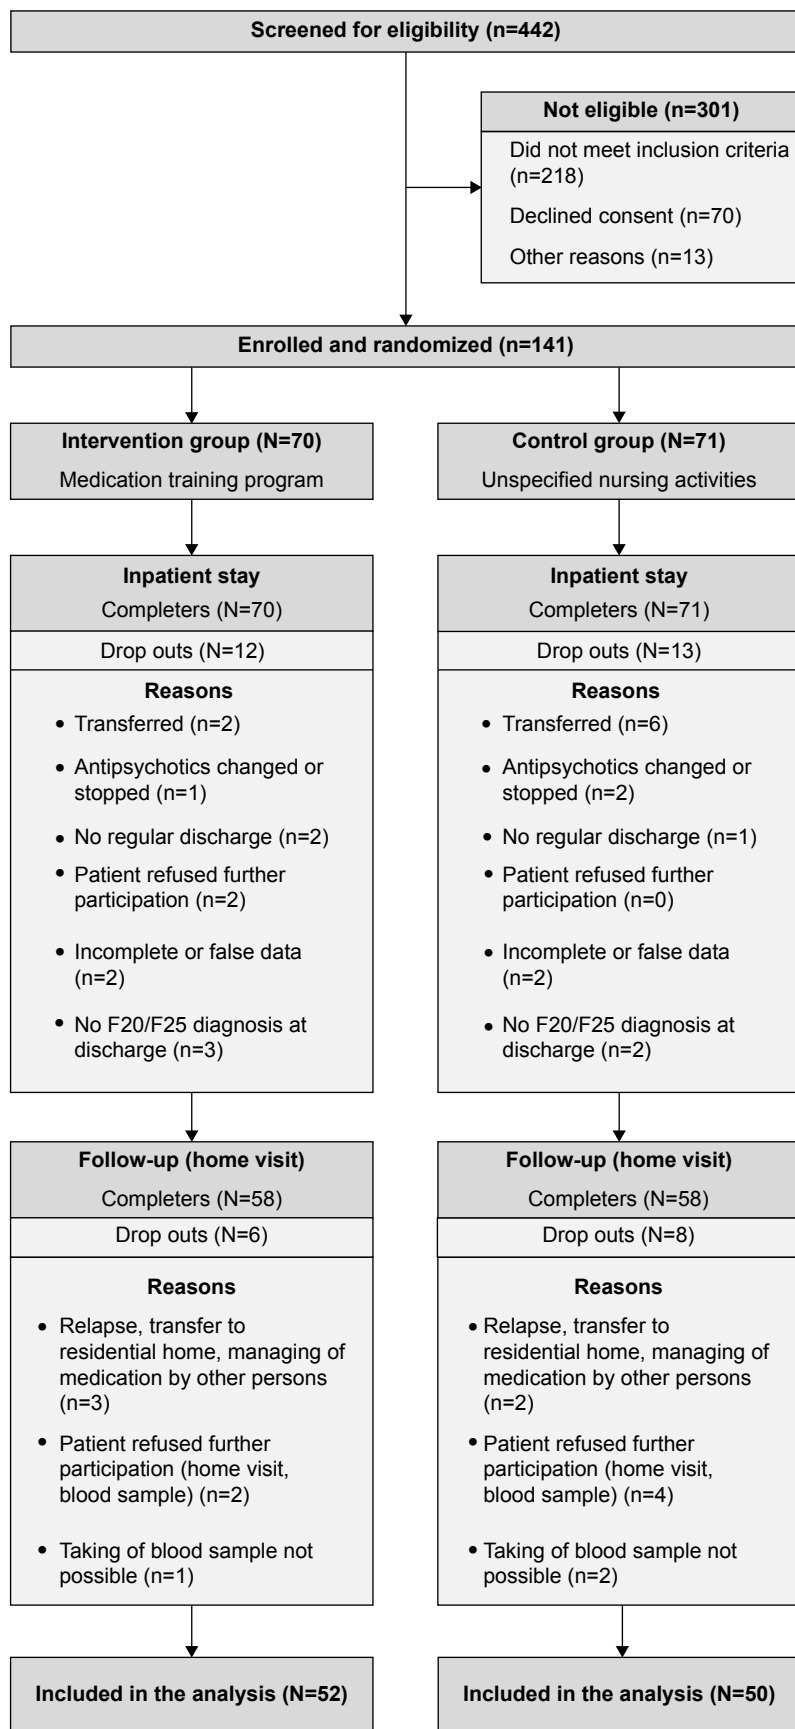 Screened for eligibility (n=442)
Not eligible (n=301)
Did not meet inclusion criteria
(n=218)
Declined consent (n=70)
Other reasons (n=13)
Enrolled and randomized (n=141)
Intervention group (N=70)
Medication training program
Control group (N=71)
Unspecified nursing activities
Inpatient stay
Completers (N=70)
Drop outs (N=12)
Reasons
• Transferred (n=2)
• Antipsychotics changed or
stopped (n=1)
• No regular discharge (n=2)
• Patient refused further
participation (n=2)
• Incomplete or false data
(n=2)
• No F20/F25 diagnosis at
discharge (n=3)
Inpatient stay
Completers (N=71)
Drop outs (N=13)
Reasons
• Transferred (n=6)
• Antipsychotics changed or
stopped (n=2)
• No regular discharge (n=1)
• Patient refused further
participation (n=0)
• Incomplete or false data
(n=2)
• No F20/F25 diagnosis at
discharge (n=2)
Follow-up (home visit)
Completers (N=58)
Drop outs (N=6)
Reasons
• Relapse, transfer to
residential home, managing of
medication by other persons
(n=3)
• Patient refused further
participation (home visit,
blood sample) (n=2)
• Taking of blood sample not
possible (n=1)
Follow-up (home visit)
Completers (N=58)
Drop outs (N=8)
Reasons
• Relapse, transfer to
residential home, managing of
medication by other persons
(n=2)
• Patient refused further
participation (home visit,
blood sample) (n=4)
• Taking of blood sample not
possible (n=2)
Included in the analysis (N=52)
Included in the analysis (N=50)